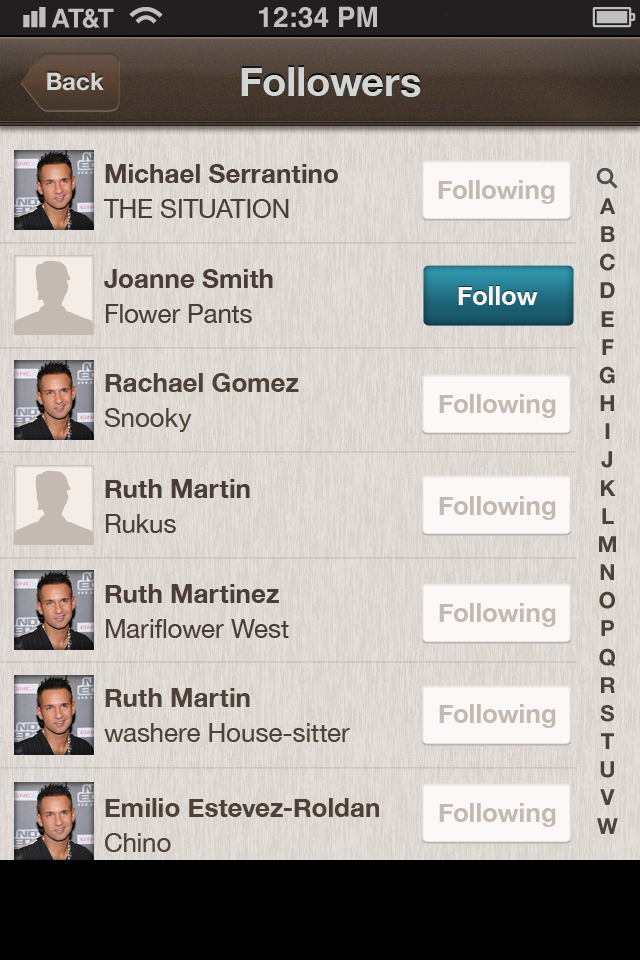 AT&T 12:34 PM
Back Followers
Michael Serrantino
THE SITUATION
Following
Joanne Smith
Flower Pants
Follow
Rachael Gomez
Snooky
Following
Ruth Martin
Rukus
Following
Ruth Martinez
Mariflower West
Following
Ruth Martin
washere House-sitter
Following
Emilio Estevez-Roldan
Chino
Following
A
B
C
D
E
F
G
H
I
J
K
L
M
N
O
P
Q
R
S
T
U
V
W